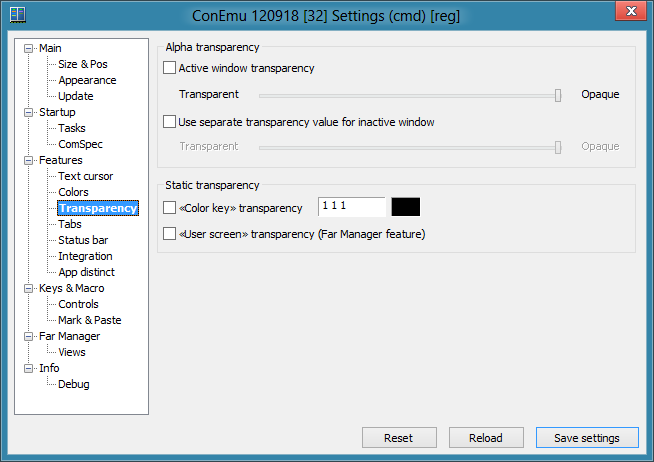 ConEmu 120918 [32] Settings (cmd) [reg]
Main
Size & Pos
Appearance
Update
Startup
Tasks
ComSpec
Features
Text cursor
Colors
Transparency
Tabs
Status bar
Integration
App distinct
Keys & Macro
Controls
Mark & Paste
Far Manager
Views
Info
Debug
Alpha transparency
Active window transparency
Transparent Opaque
Use separate transparency value for inactive window
Transparent Opaque
Static transparency
«Color key» transparency 1 1 1
«User screen» transparency (Far Manager feature)
Reset Reload Save settings